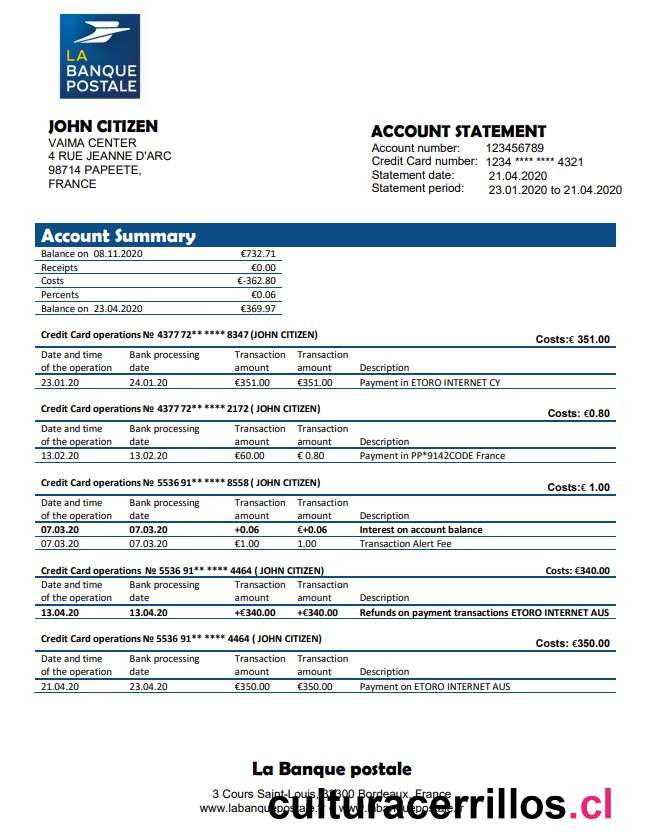 LA
BANQUE
POSTALE
JOHN CITIZEN
VAIMA CENTER
4 RUE JEANNE D'ARC
98714 PAPEETE,
FRANCE
ACCOUNT STATEMENT
Account number: 123456789
Credit Card number: 1234 **** **** 4321
Statement date: 21.04.2020
Statement period: 23.01.2020 to 21.04.2020
Account Summary
Balance on 08.11.2020 €732.71
Receipts €0.00
Costs €-362.80
Percents €0.06
Balance on 23.04.2020 €369.97
Credit Card operations № 4377 72** **** 8347 (JOHN CITIZEN) Costs:€ 351.00
Date and time Bank processing Transaction Transaction
of the operation date amount amount Description
23.01.20 24.01.20 €351.00 €351.00 Payment in ETORO INTERNET CY
Credit Card operations № 4377 72** **** 2172 ( JOHN CITIZEN) Costs: €0.80
Date and time Bank processing Transaction Transaction
of the operation date amount amount Description
13.02.20 13.02.20 €60.00 € 0.80 Payment in PP*9142CODE France
Credit Card operations № 5536 91** **** 8558 ( JOHN CITIZEN) Costs:€ 1.00
Date and time Bank processing Transaction Transaction
of the operation date amount amount Description
07.03.20 07.03.20 +0.06 €+0.06 Interest on account balance
07.03.20 07.03.20 €1.00 1.00 Transaction Alert Fee
Credit Card operations № 5536 91** **** 4464 ( JOHN CITIZEN) Costs: €340.00
Date and time Bank processing Transaction Transaction
of the operation date amount amount Description
13.04.20 13.04.20 +€340.00 +€340.00 Refunds on payment transactions ETORO INTERNET AUS
Credit Card operations № 5536 91** **** 4464 ( JOHN CITIZEN) Costs: €350.00
Date and time Bank processing Transaction Transaction
of the operation date amount amount Description
21.04.20 23.04.20 €350.00 €350.00 Payment on ETORO INTERNET AUS
La Banque postale
3 Cours Saint-Louis, 33300 Bordeaux, France
www.labanquepostale.fr www.labanquepostale.fr
culturacerrillos.cl